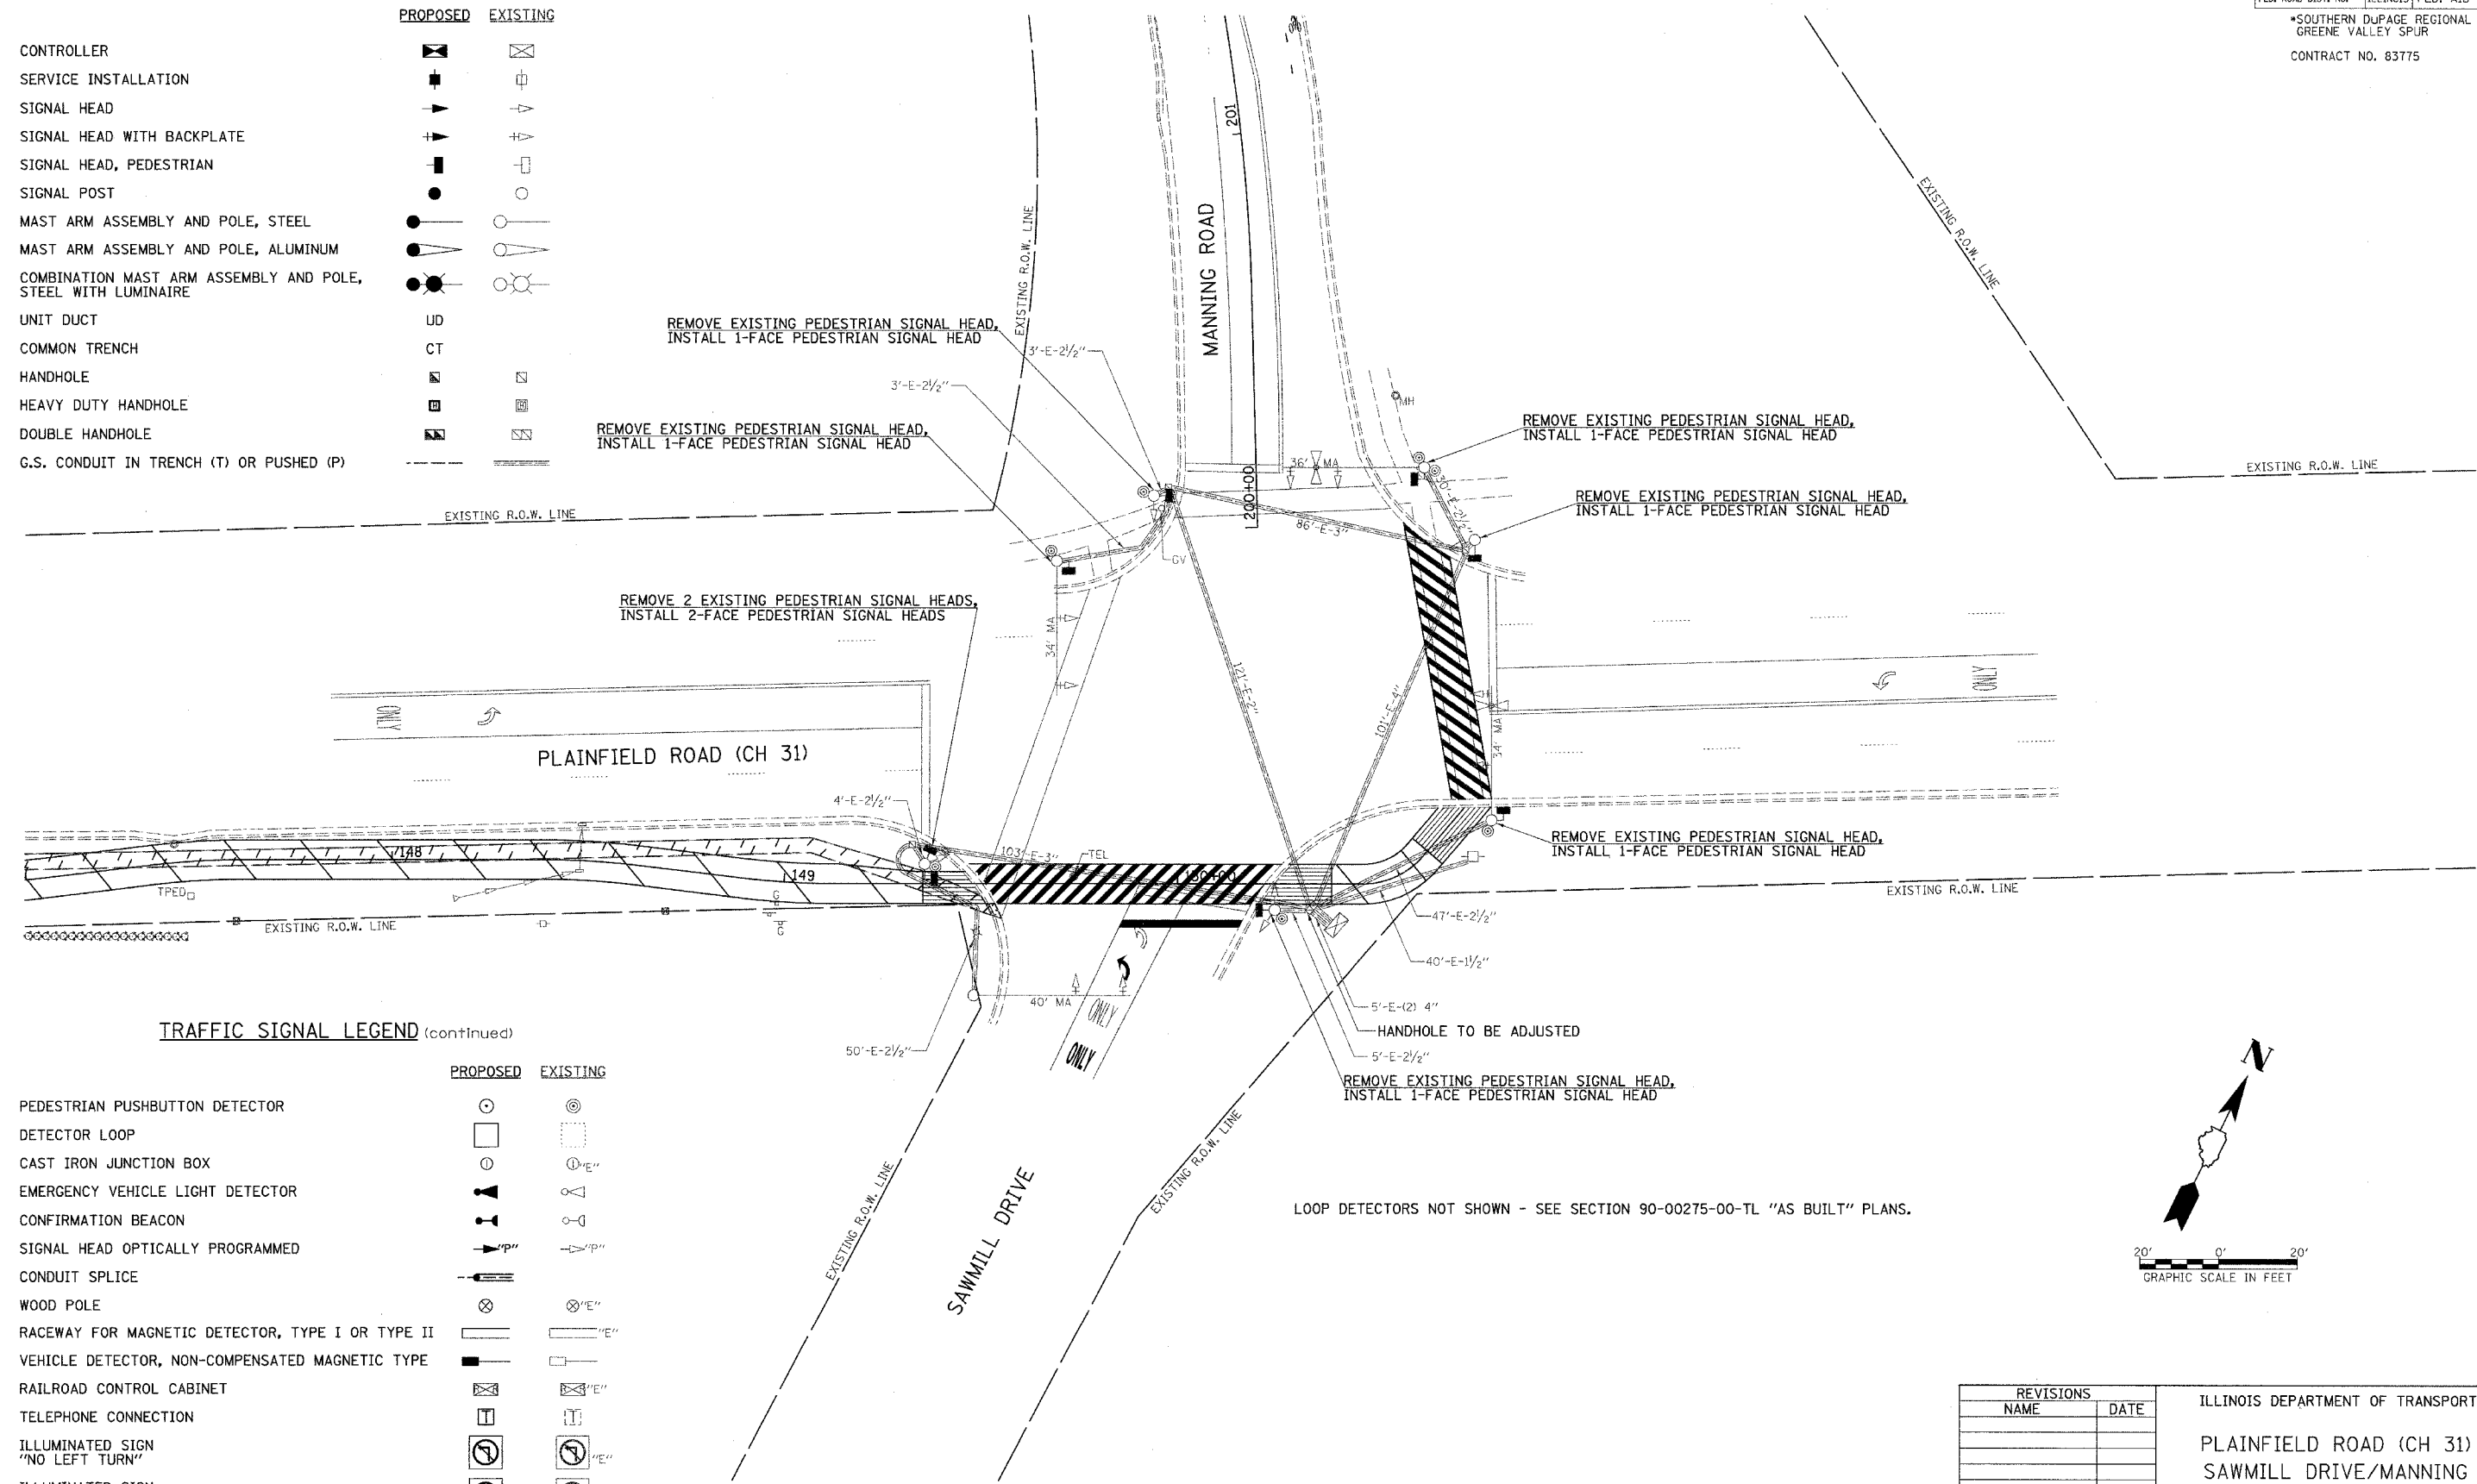 PROPOSED EXISTING
CONTROLLER
SERVICE INSTALLATION
SIGNAL HEAD
SIGNAL HEAD WITH BACKPLATE
SIGNAL HEAD, PEDESTRIAN
SIGNAL POST
MAST ARM ASSEMBLY AND POLE, STEEL
MAST ARM ASSEMBLY AND POLE, ALUMINUM
COMBINATION MAST ARM ASSEMBLY AND POLE,
STEEL WITH LUMINAIRE
UNIT DUCT UD
COMMON TRENCH CT
HANDHOLE
HEAVY DUTY HANDHOLE
H H
DOUBLE HANDHOLE
G.S. CONDUIT IN TRENCH (T) OR PUSHED (P)
*SOUTHERN DuPAGE REGIONAL
GREENE VALLEY SPUR
CONTRACT NO. 83775
201
MANNING ROAD
EXISTING R.O.W. LINE
EXISTING R.O.W. LINE
REMOVE EXISTING PEDESTRIAN SIGNAL HEAD,
INSTALL 1-FACE PEDESTRIAN SIGNAL HEAD
3'-E-2½"
3'-E-2½"
REMOVE EXISTING PEDESTRIAN SIGNAL HEAD,
INSTALL 1-FACE PEDESTRIAN SIGNAL HEAD
MH
REMOVE EXISTING PEDESTRIAN SIGNAL HEAD,
INSTALL 1-FACE PEDESTRIAN SIGNAL HEAD
36' MA
200+00
30'-E-2½"
86'-E-3"
EXISTING R.O.W. LINE
REMOVE EXISTING PEDESTRIAN SIGNAL HEAD,
INSTALL 1-FACE PEDESTRIAN SIGNAL HEAD
EXISTING R.O.W. LINE
GV
REMOVE 2 EXISTING PEDESTRIAN SIGNAL HEADS,
INSTALL 2-FACE PEDESTRIAN SIGNAL HEADS
34' MA
121'-E-2"
101'-E-4"
34' MA
ONLY
ONLY
PLAINFIELD ROAD (CH 31)
4'-E-2½"
103'-E-3"
TEL
148
149
150+00
TPED
G
G
REMOVE EXISTING PEDESTRIAN SIGNAL HEAD,
INSTALL 1-FACE PEDESTRIAN SIGNAL HEAD
EXISTING R.O.W. LINE
EXISTING R.O.W. LINE
47'-E-2½"
40'-E-1½"
40' MA
ONLY
ONLY
5'-E-(2) 4"
HANDHOLE TO BE ADJUSTED
50'-E-2½"
5'-E-2½"
REMOVE EXISTING PEDESTRIAN SIGNAL HEAD,
INSTALL 1-FACE PEDESTRIAN SIGNAL HEAD
EXISTING R.O.W. LINE
EXISTING R.O.W. LINE
SAWMILL DRIVE
LOOP DETECTORS NOT SHOWN - SEE SECTION 90-00275-00-TL "AS BUILT" PLANS.
N
20' 0' 20'
GRAPHIC SCALE IN FEET
TRAFFIC SIGNAL LEGEND (continued)
PROPOSED EXISTING
PEDESTRIAN PUSHBUTTON DETECTOR
DETECTOR LOOP
CAST IRON JUNCTION BOX "E"
EMERGENCY VEHICLE LIGHT DETECTOR
CONFIRMATION BEACON
SIGNAL HEAD OPTICALLY PROGRAMMED "P" "P"
CONDUIT SPLICE
WOOD POLE "E"
RACEWAY FOR MAGNETIC DETECTOR, TYPE I OR TYPE II "E"
VEHICLE DETECTOR, NON-COMPENSATED MAGNETIC TYPE
RAILROAD CONTROL CABINET "E"
TELEPHONE CONNECTION T T
ILLUMINATED SIGN
"NO LEFT TURN" "E"
REVISIONS
NAME DATE
ILLINOIS DEPARTMENT OF TRANSPORT
PLAINFIELD ROAD (CH 31)
SAWMILL DRIVE/MANNING